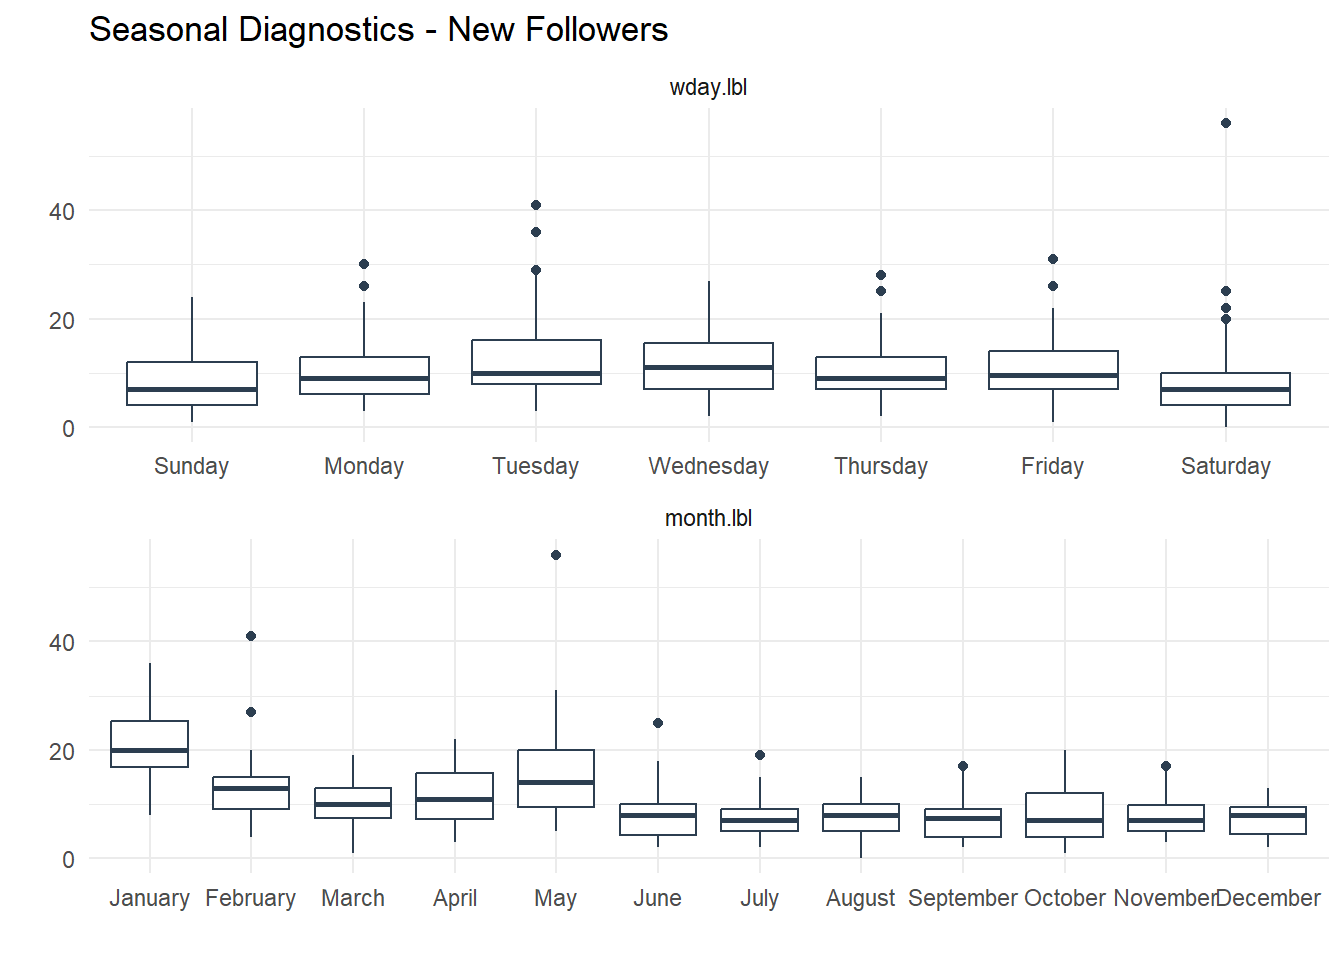 Seasonal Diagnostics - New Followers
wday.lbl
40
20
0
Sunday Monday Tuesday Wednesday Thursday Friday Saturday
month.lbl
40
20
0
January February March April May June July August September October November December